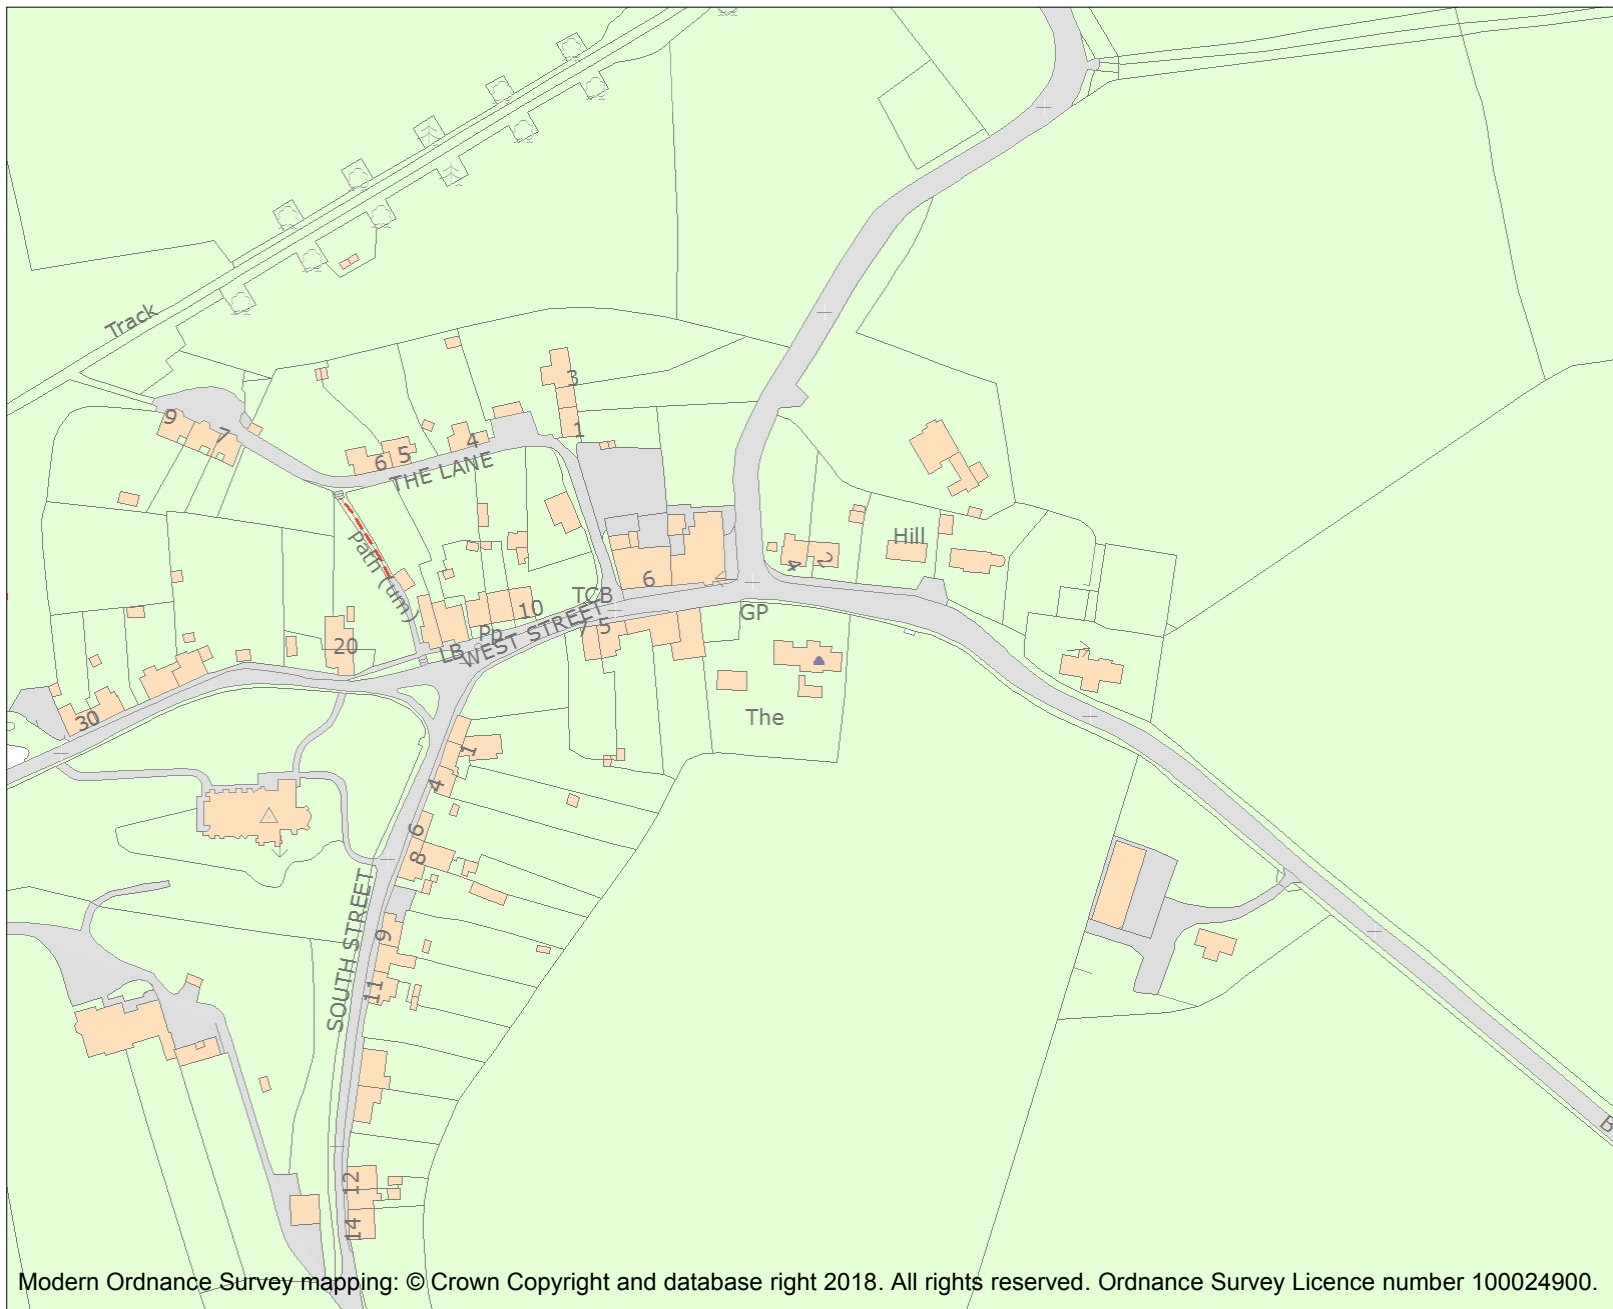 Track
3
9
7
1
4
5
6
THE LANE
Path (um)
Hill
4
2
6
TCB
10
GP
Pp
7
5
WEST STREET
LB
20
The
30
1
4
6
8
SOUTH STREET
9
11
B
12
14
Modern Ordnance Survey mapping: © Crown Copyright and database right 2018. All rights reserved. Ordnance Survey Licence number 100024900.